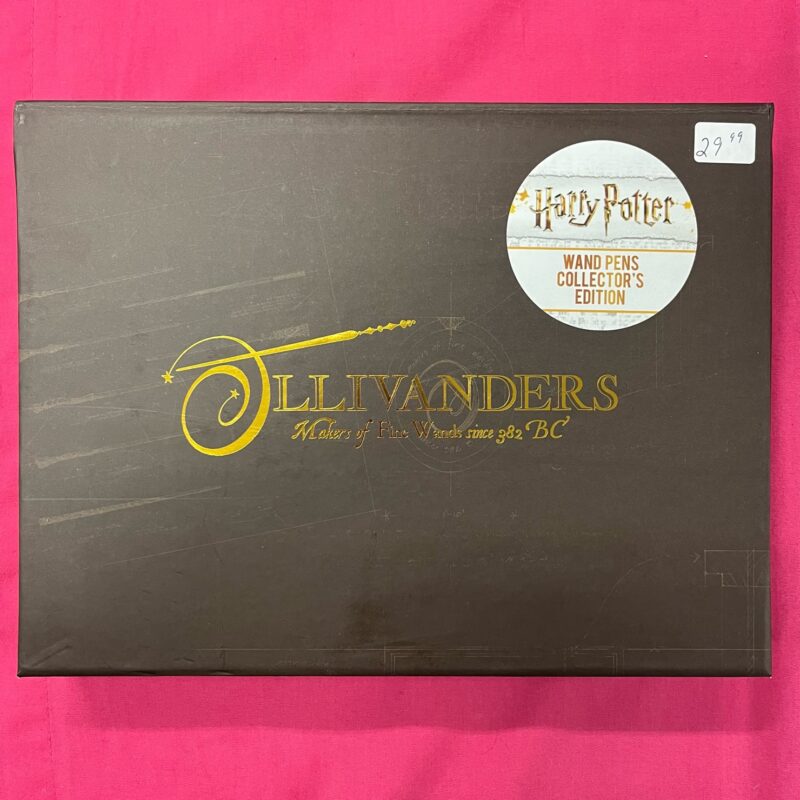 29 99
Harry Potter
WAND PENS
COLLECTOR'S
EDITION
OLLIVANDERS
Makers of Fine Wands since 382 BC